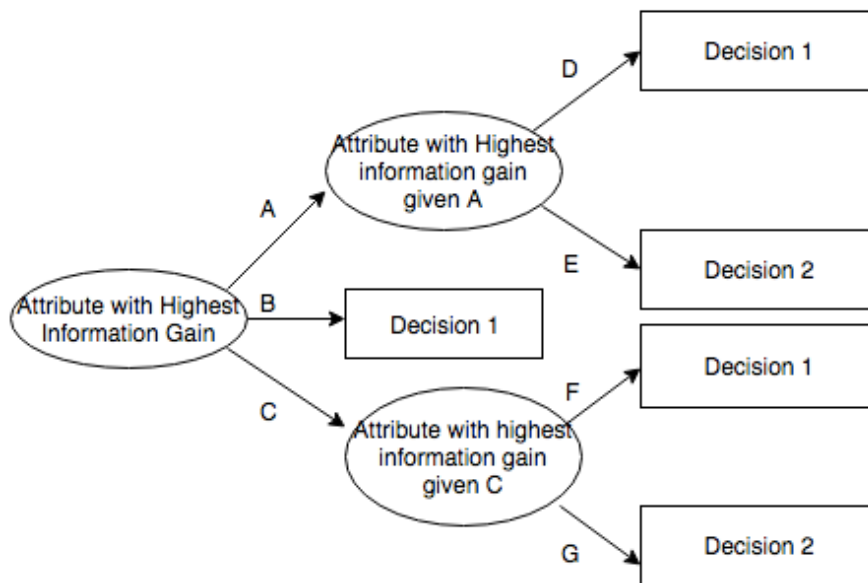 D
Decision 1
Attribute with Highest
information gain
given A
A
E
Decision 2
Attribute with Highest
Information Gain
B
Decision 1
Decision 1
C
F
Attribute with highest
information gain
given C
G
Decision 2